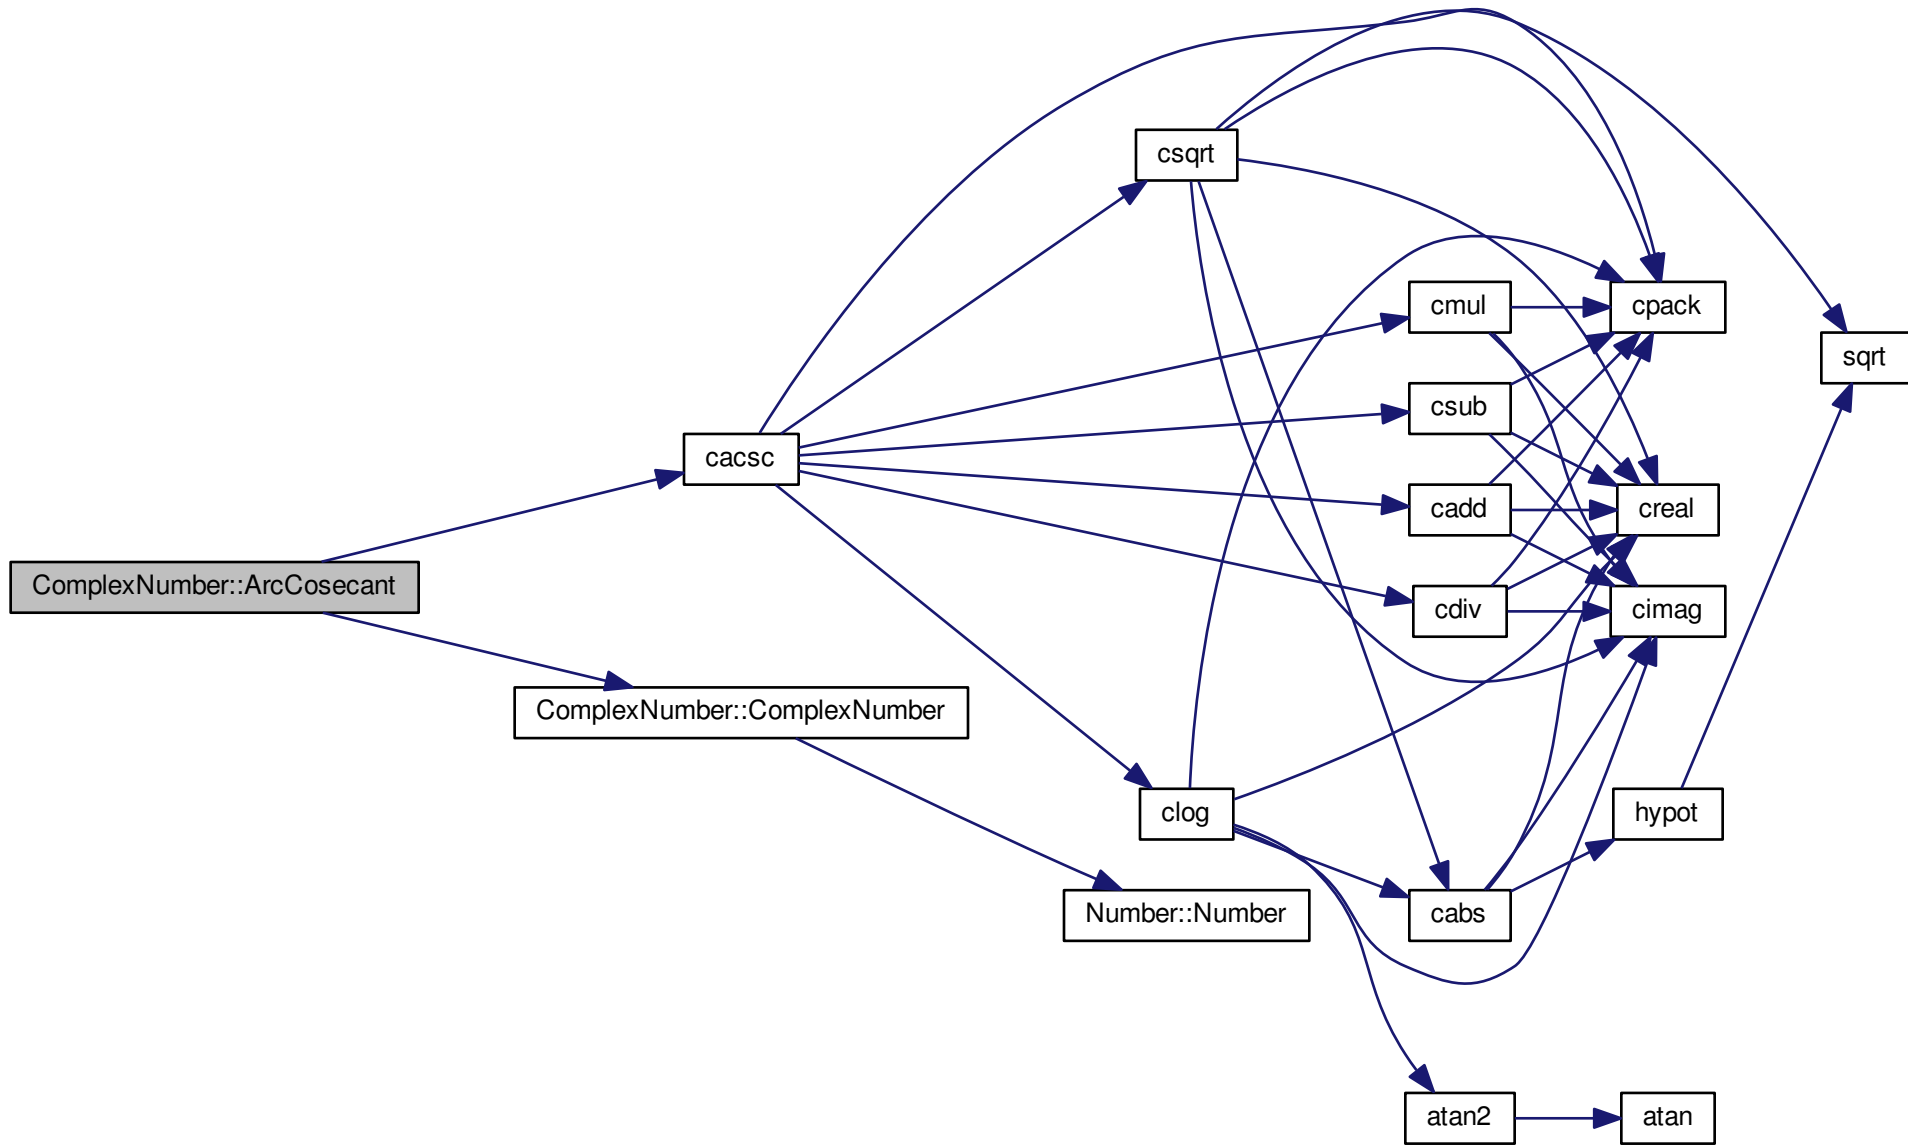 csqrt
cmul
cpack
sqrt
csub
cacsc
cadd
creal
ComplexNumber::ArcCosecant
cdiv
cimag
ComplexNumber::ComplexNumber
clog
hypot
Number::Number
cabs
atan2
atan